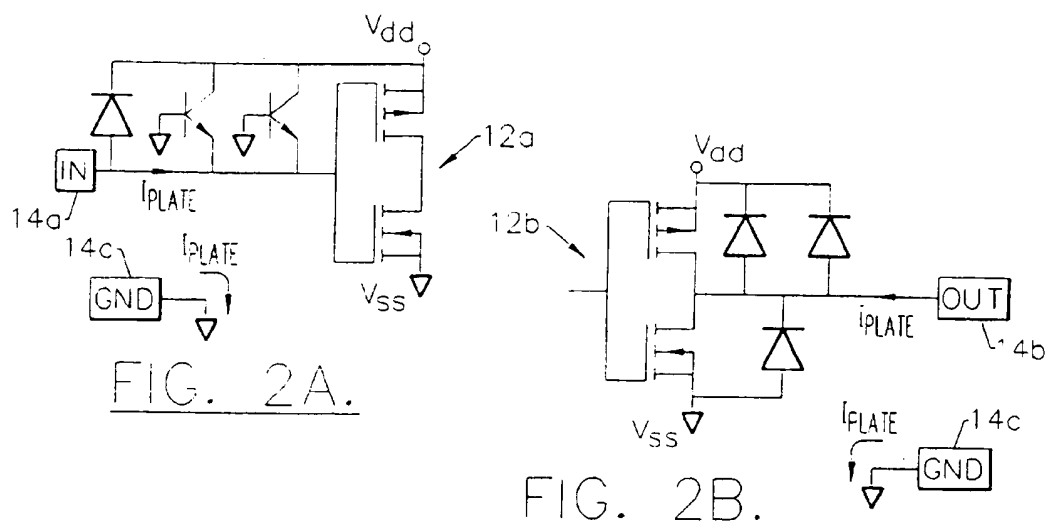 Vdd
12a
IN
IPLATE
14a
14c
IPLATE
GND
VSS
FIG. 2A.
Vdd
12b
OUT
IPLATE
14b
VSS
IPLATE
14c
GND
FIG. 2B.